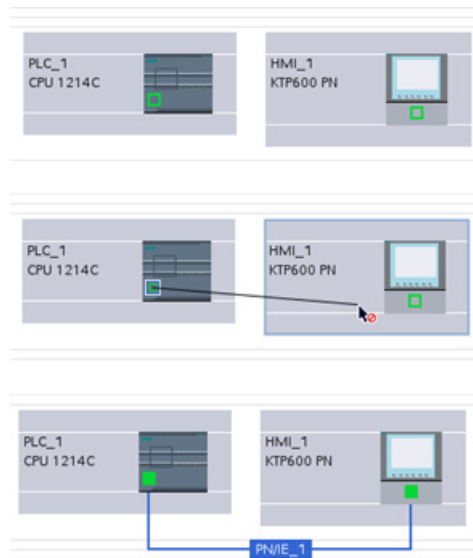 PLC_1
CPU 1214C
HMI_1
KTP600 PN
PLC_1
CPU 1214C
HMI_1
KTP600 PN
PLC_1
CPU 1214C
HMI_1
KTP600 PN
PN/IE_1